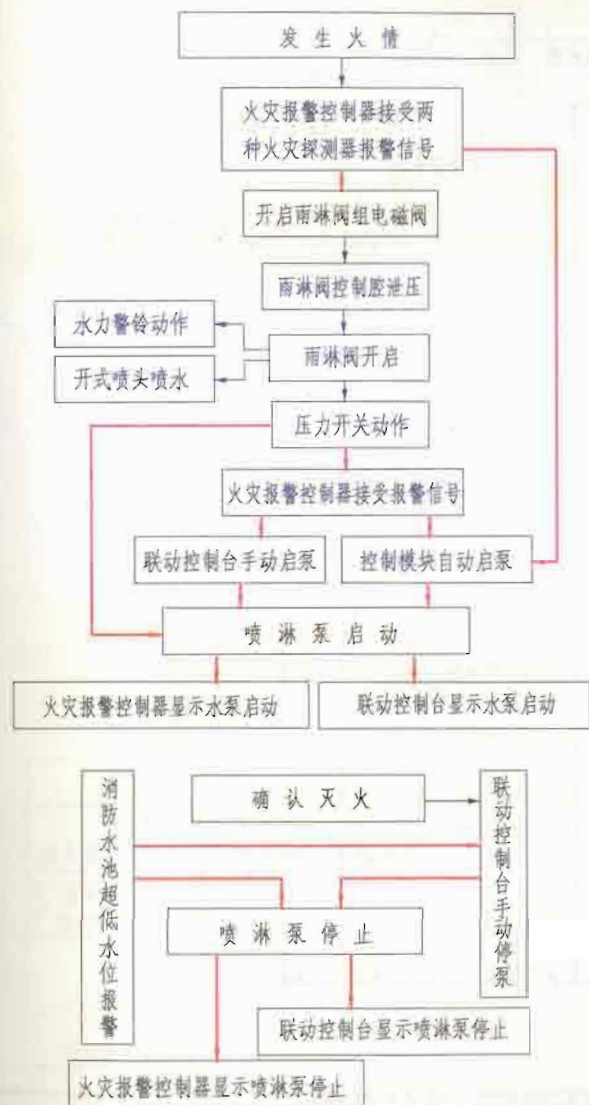 发生火情
火灾报警控制器接受两
种火灾探测器报警信号
开启雨淋阀组电磁阀
雨淋阀控制腔泄压
水力警铃动作
雨淋阀开启
开式喷头喷水
压力开关动作
火灾报警控制器接受报警信号
联动控制台手动启泵
控制模块自动启泵
喷淋泵启动
火灾报警控制器显示水泵启动
联动控制台显示水泵启动
消防水池超低水位报警
确认灭火
联动控制台手动停泵
喷淋泵停止
联动控制台显示喷淋泵停止
火灾报警控制器显示喷淋泵停止